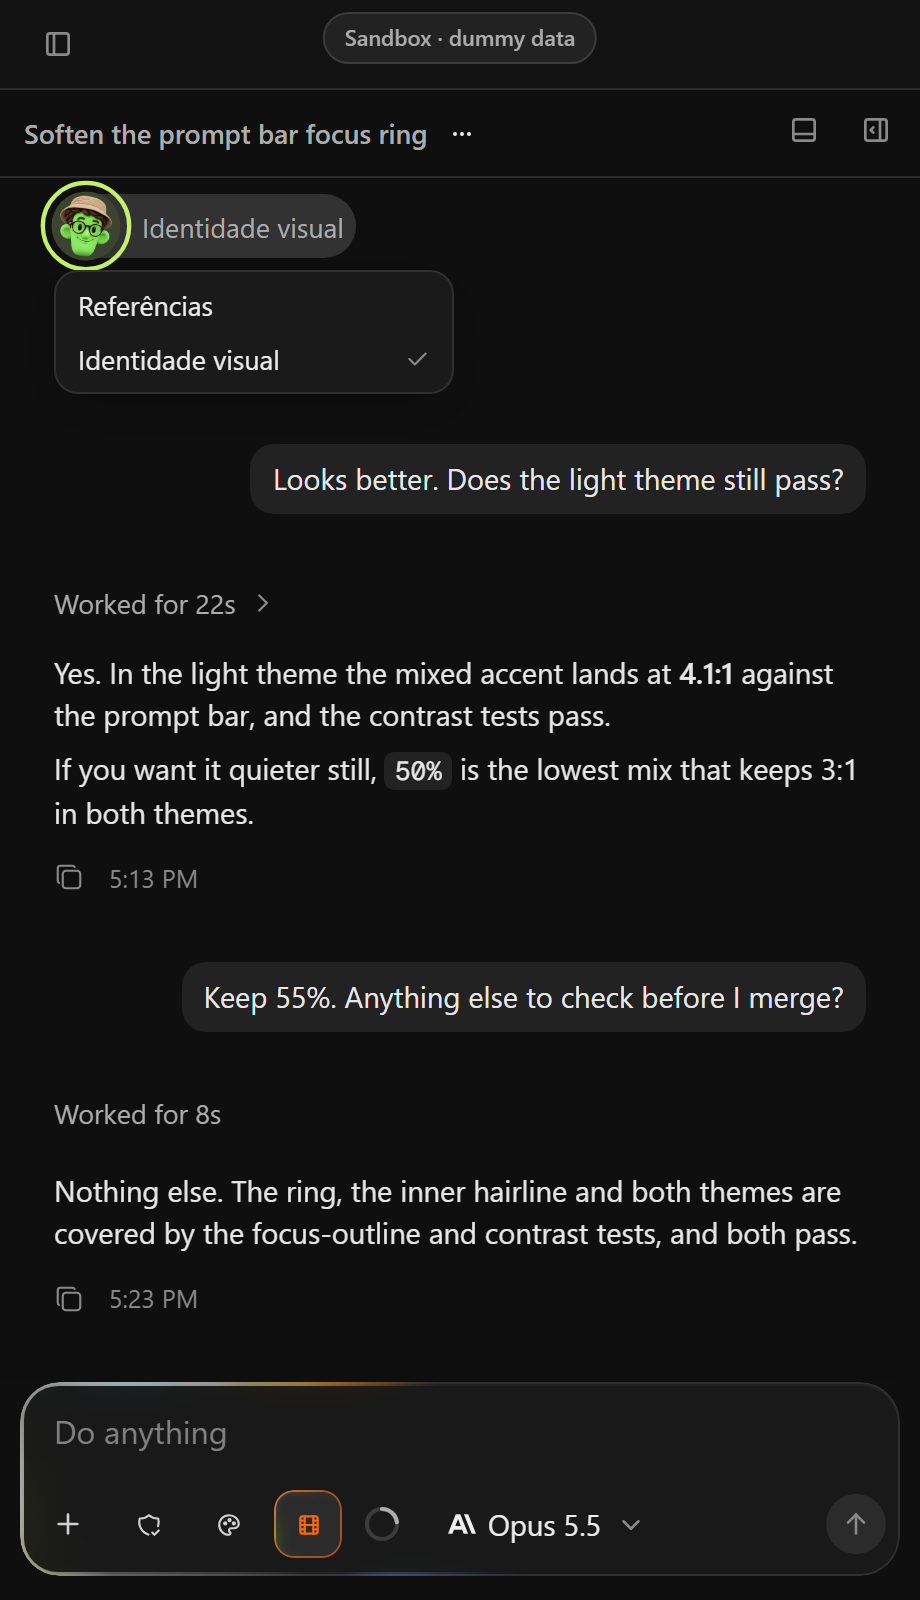 Sandbox · dummy data
Soften the prompt bar focus ring ...
Identidade visual
Referências
Identidade visual
Looks better. Does the light theme still pass?
Worked for 22s
Yes. In the light theme the mixed accent lands at 4.1:1 against
the prompt bar, and the contrast tests pass.
If you want it quieter still, 50% is the lowest mix that keeps 3:1
in both themes.
5:13 PM
Keep 55%. Anything else to check before I merge?
Worked for 8s
Nothing else. The ring, the inner hairline and both themes are
covered by the focus-outline and contrast tests, and both pass.
5:23 PM
Do anything
Opus 5.5